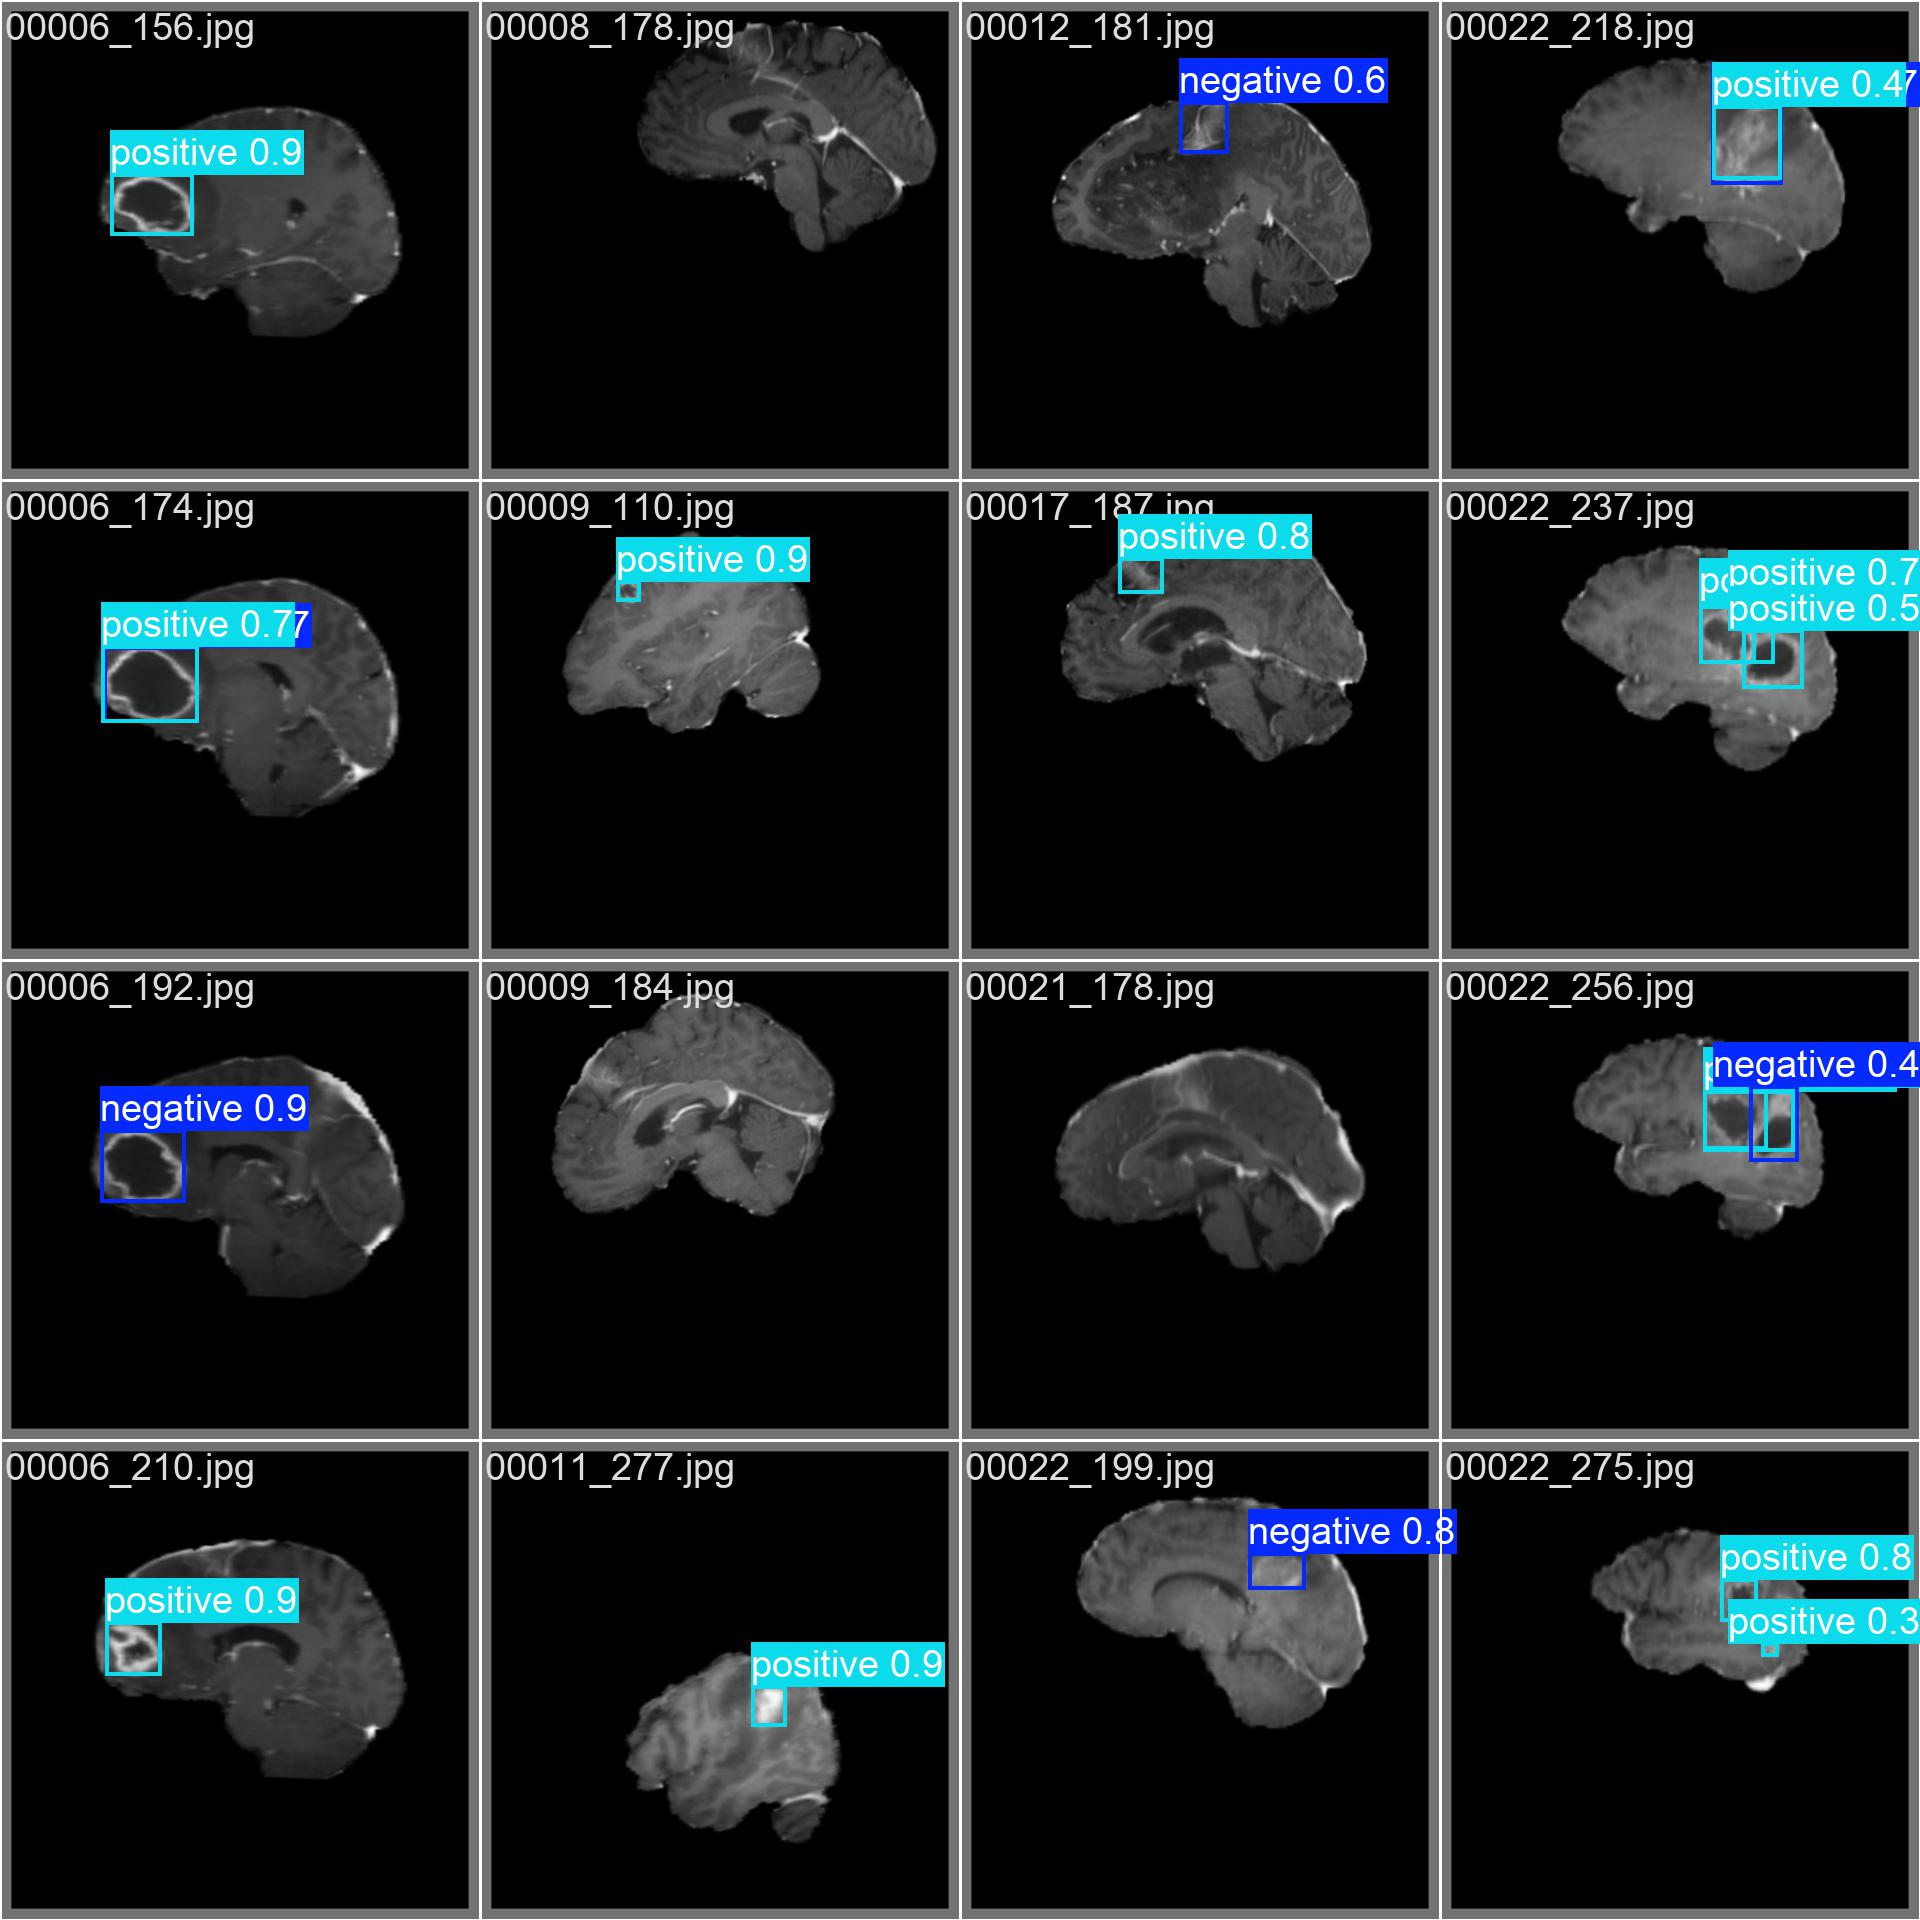 00006_156.jpg
positive 0.9
00008_178.jpg
00012_181.jpg
negative 0.6
00022_218.jpg
positive 0.47
00006_174.jpg
positive 0.77
00009_110.jpg
positive 0.9
00017_187.jpg
positive 0.8
00022_237.jpg
positive 0.7
positive 0.5
00006_192.jpg
negative 0.9
00009_184.jpg
00021_178.jpg
00022_256.jpg
negative 0.4
00006_210.jpg
positive 0.9
00011_277.jpg
positive 0.9
00022_199.jpg
negative 0.8
00022_275.jpg
positive 0.8
positive 0.3